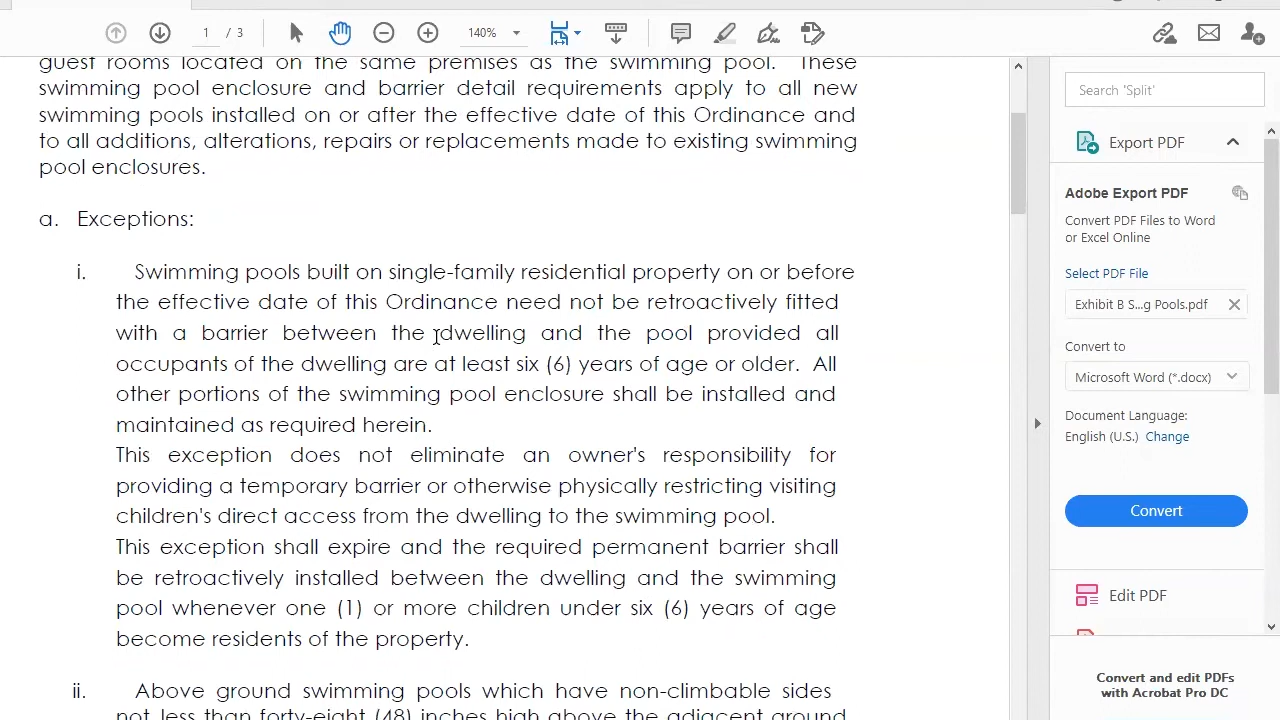 1 / 3
140%
guest rooms located on the same premises as the swimming pool. These
swimming pool enclosure and barrier detail requirements apply to all new
swimming pools installed on or after the effective date of this Ordinance and
to all additions, alterations, repairs or replacements made to existing swimming
pool enclosures.
a. Exceptions:
i. Swimming pools built on single-family residential property on or before
the effective date of this Ordinance need not be retroactively fitted
with a barrier between the dwelling and the pool provided all
occupants of the dwelling are at least six (6) years of age or older. All
other portions of the swimming pool enclosure shall be installed and
maintained as required herein.
This exception does not eliminate an owner's responsibility for
providing a temporary barrier or otherwise physically restricting visiting
children's direct access from the dwelling to the swimming pool.
This exception shall expire and the required permanent barrier shall
be retroactively installed between the dwelling and the swimming
pool whenever one (1) or more children under six (6) years of age
become residents of the property.
ii. Above ground swimming pools which have non-climbable sides
not less than forty-eight (48) inches high above the adjacent ground
Search 'Split'
Export PDF
Adobe Export PDF
Convert PDF Files to Word
or Excel Online
Select PDF File
Exhibit B S...g Pools.pdf
Convert to
Microsoft Word (*.docx)
Document Language:
English (U.S.) Change
Convert
Edit PDF
Convert and edit PDFs
with Acrobat Pro DC